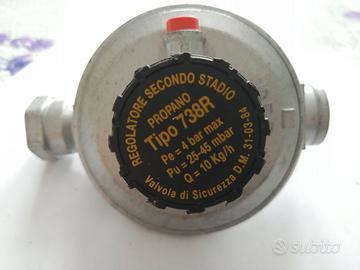 REGOLATORE SECONDO STADIO
PROPANO
Tipo 738R
Pe = 4 bar max
Pu = 25-45 mbar
Q = 10 Kg/h
Valvola di Sicurezza D.M. 31-03-84
subito